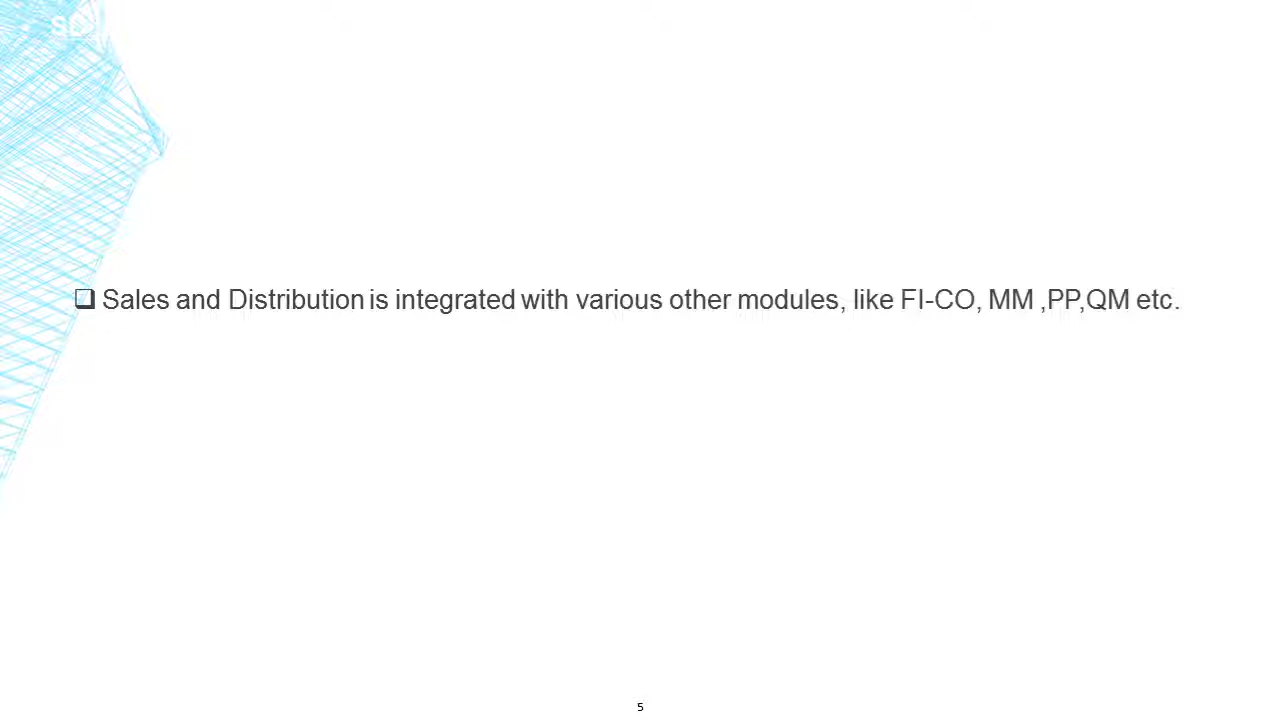 Sales and Distribution is integrated with various other modules, like FI-CO, MM ,PP,QM etc.
5